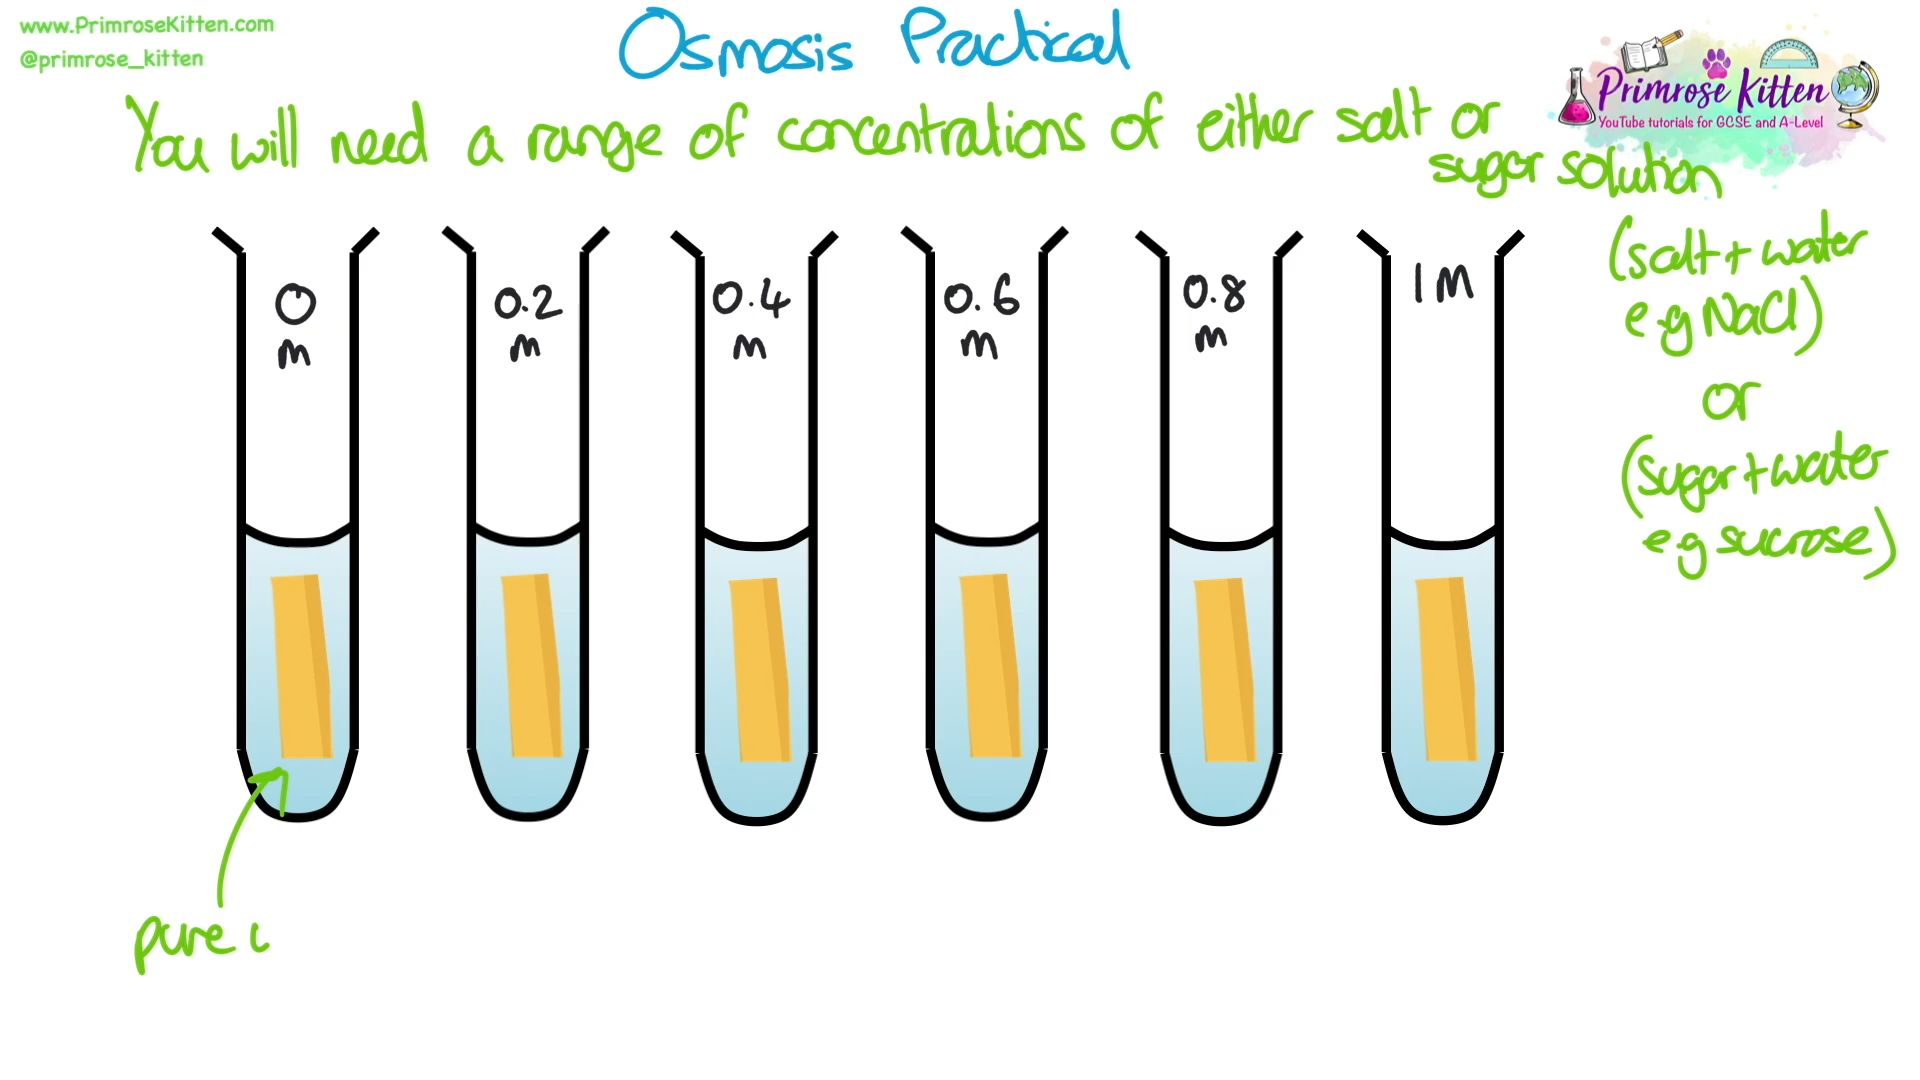 www.PrimroseKitten.com
@primrose_kitten
Osmosis Practical
Primrose Kitten
YouTube tutorials for GCSE and A-Level
You will need a range of concentrations of either salt or
sugar solution
(salt + water
e.g NaCl)
or
(sugar + water
e.g sucrose)
0
m
0.2
m
0.4
m
0.6
m
0.8
m
1M
pure